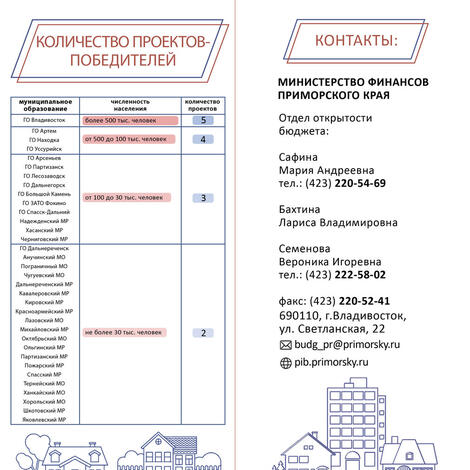 КОЛИЧЕСТВО ПРОЕКТОВ-
ПОБЕДИТЕЛЕЙ
муниципальное образование
численность населения
количество проектов
ГО Владивосток
более 500 тыс. человек
5
ГО Артем
ГО Находка
ГО Уссурийск
от 500 до 100 тыс. человек
4
ГО Арсеньев
ГО Партизанск
ГО Лесозаводск
ГО Дальнегорск
ГО Большой Камень
ГО ЗАТО Фокино
ГО Спасск-Дальний
Надежденский МР
Хасанский МР
Черниговский МР
от 100 до 30 тыс. человек
3
ГО Дальнереченск
Анучинский МО
Пограничный МО
Чугуевский МО
Дальнереченский МР
Кавалеровский МР
Кировский МР
Красноармейский МР
Лазовский МО
Михайловский МР
Октябрьский МО
Ольгинский МР
Партизанский МР
Пожарский МР
Спасский МР
Тернейский МО
Ханкайский МО
Хорольский МО
Шкотовский МР
Яковлевский МР
не более 30 тыс. человек
2
КОНТАКТЫ:
МИНИСТЕРСТВО ФИНАНСОВ
ПРИМОРСКОГО КРАЯ
Отдел открытости
бюджета:
Сафина
Мария Андреевна
тел.: (423) 220-54-69
Бахтина
Лариса Владимировна
Семенова
Вероника Игоревна
тел.: (423) 222-58-02
факс: (423) 220-52-41
690110, г.Владивосток,
ул. Светланская, 22
budg_pr@primorsky.ru
pib.primorsky.ru